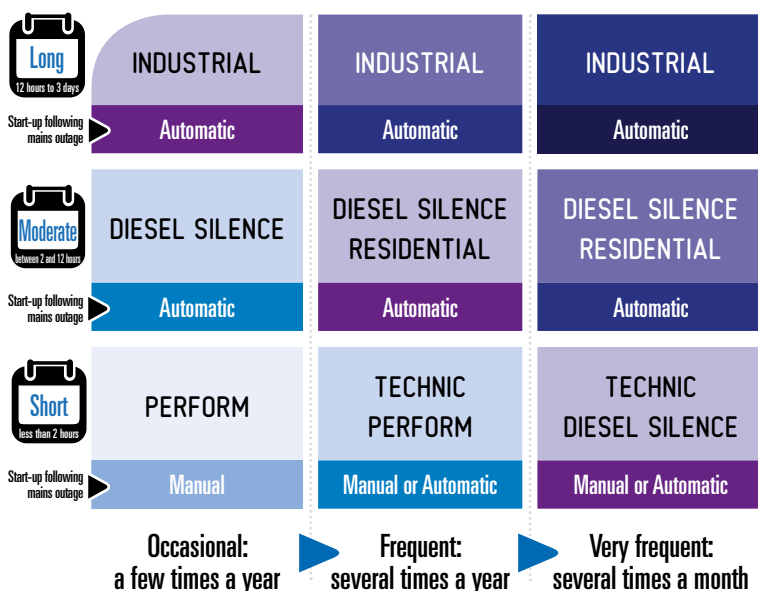 Long
12 hours to 3 days
INDUSTRIAL
INDUSTRIAL
INDUSTRIAL
Start-up following
mains outage
Automatic
Automatic
Automatic
Moderate
between 2 and 12 hours
DIESEL SILENCE
DIESEL SILENCE
RESIDENTIAL
DIESEL SILENCE
RESIDENTIAL
Start-up following
mains outage
Automatic
Automatic
Automatic
Short
less than 2 hours
PERFORM
TECHNIC
PERFORM
TECHNIC
DIESEL SILENCE
Start-up following
mains outage
Manual
Manual or Automatic
Manual or Automatic
Occasional:
a few times a year
Frequent:
several times a year
Very frequent:
several times a month